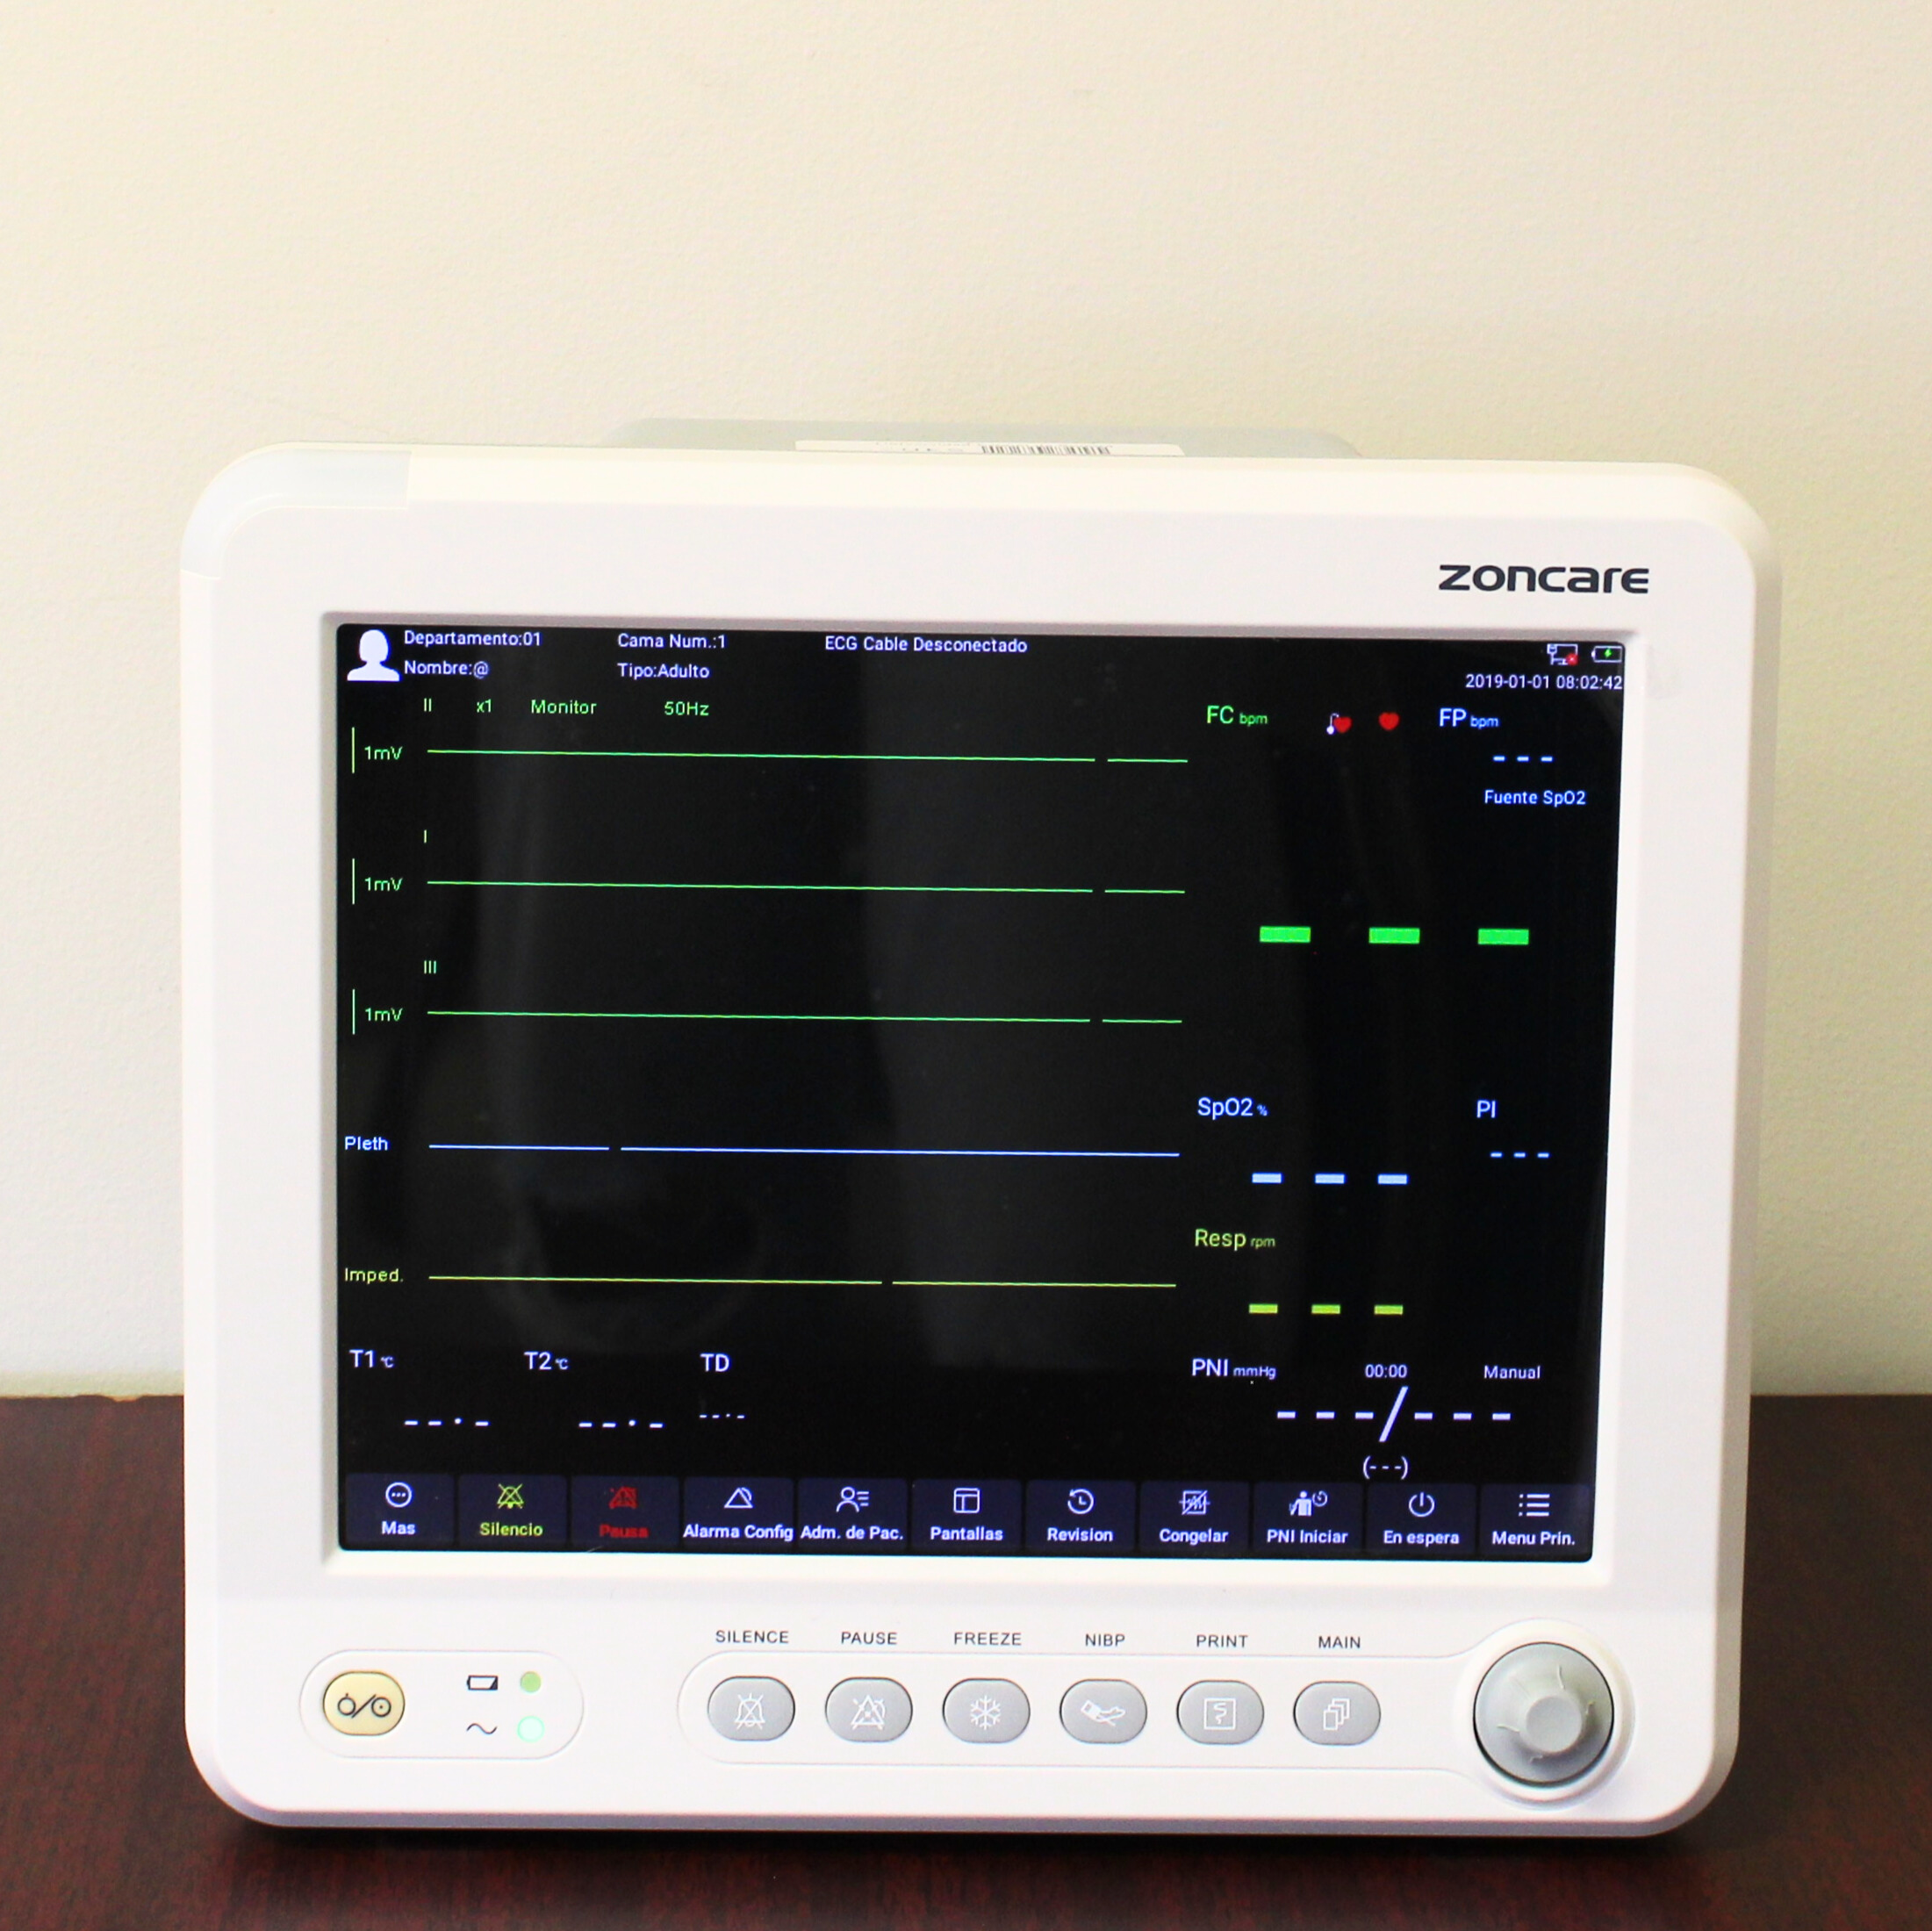 zoncare
Departamento:01 Cama Num.:1 ECG Cable Desconectado
Nombre:@ Tipo:Adulto
2019-01-01 08:02:42
II x1 Monitor 50Hz
FC bpm FP bpm
1mV
- - -
Fuente SpO2
I
1mV
- - -
III
1mV
SpO2 % PI
Pleth
- - - - - -
Resp rpm
Imped.
- - -
T1 °C T2 °C TD PNI mmHg 00:00 Manual
--.- --.- --.- ---/---
(---)
Mas Silencio Pausa Alarma Config Adm. de Pac. Pantallas Revision Congelar PNI Iniciar En espera Menu Prin.
SILENCE PAUSE FREEZE NIBP PRINT MAIN